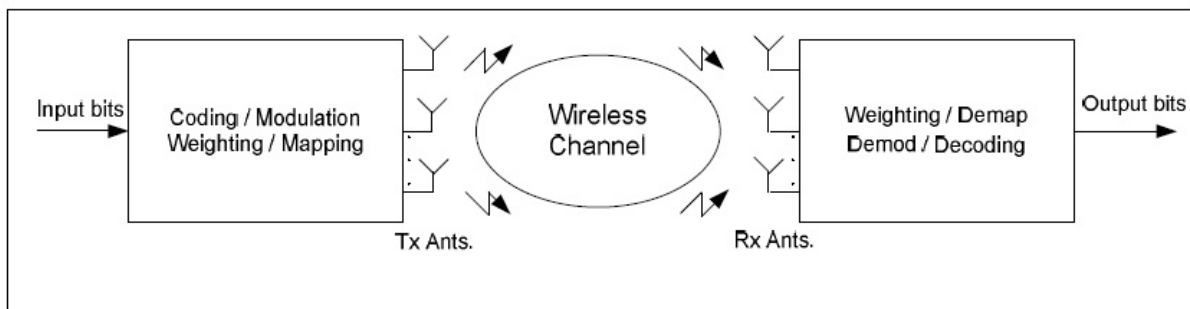 Input bits
Coding / Modulation
Weighting / Mapping
Tx Ants.
Wireless
Channel
Rx Ants.
Weighting / Demap
Demod / Decoding
Output bits